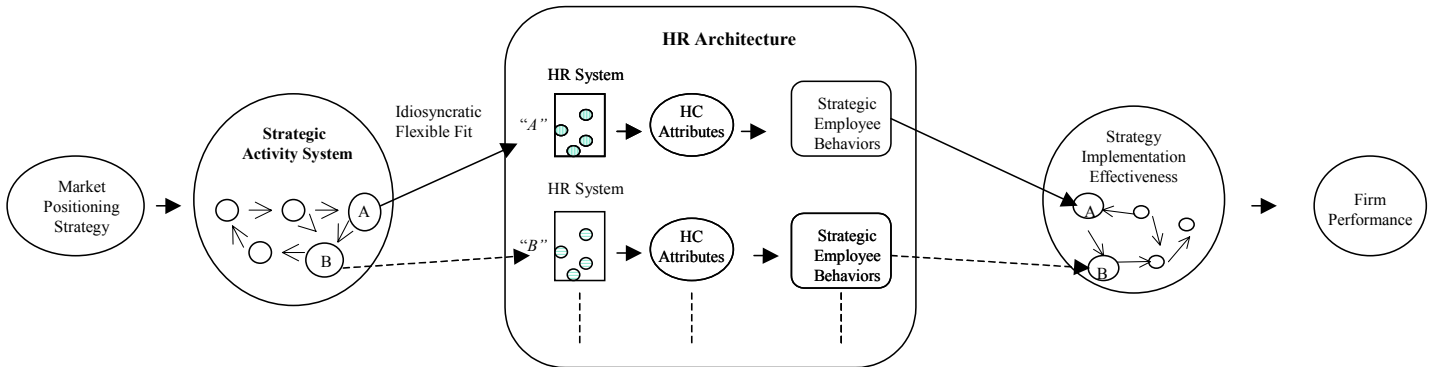 HR Architecture
Market
Positioning
Strategy
Strategic
Activity System
A
B
Idiosyncratic
Flexible Fit
HR System
"A"
HC
Attributes
Strategic
Employee
Behaviors
HR System
"B"
HC
Attributes
Strategic
Employee
Behaviors
Strategy
Implementation
Effectiveness
A
B
Firm
Performance